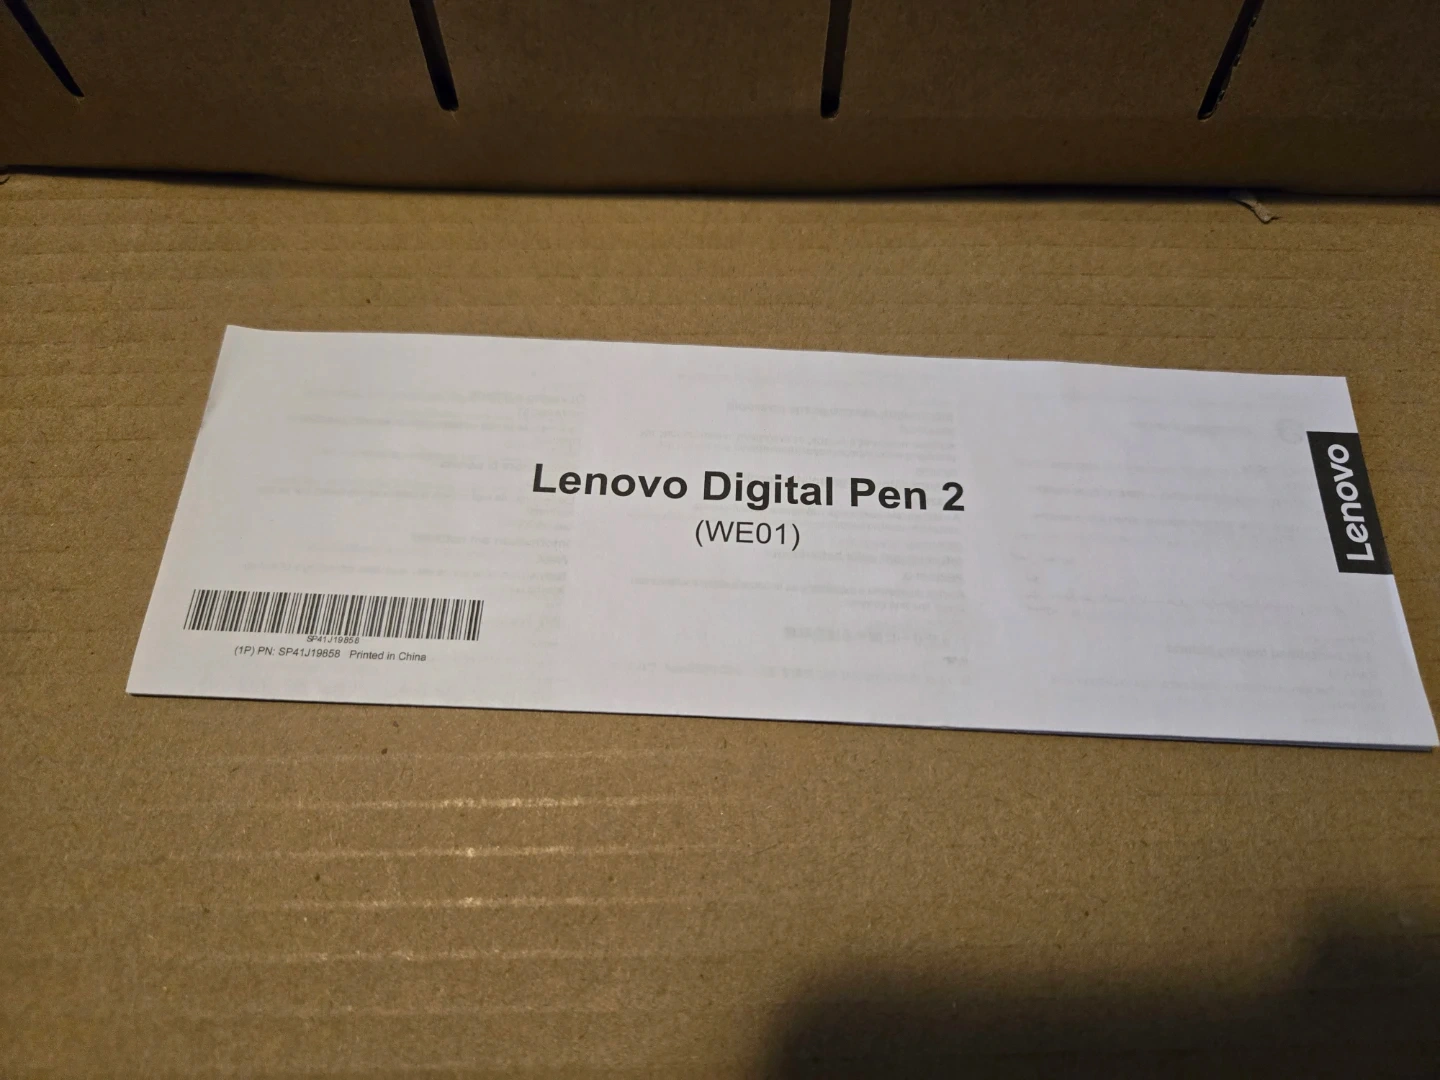 Lenovo Digital Pen 2
(WE01)
Lenovo
SP41J19858
(1P) PN: SP41J19858 Printed in China